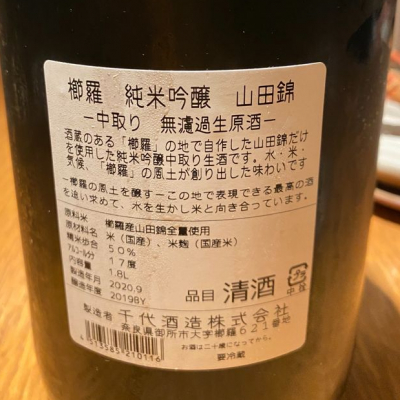 櫛羅 純米吟醸 山田錦
－中取り 無濾過生原酒－
酒蔵のある「櫛羅」の地で自作した山田錦だけ
を使用した純米吟醸中取り生酒です。水・米・
気候、「櫛羅」の風土が創り出した味わいです
－櫛羅の風土を醸す－この地で表現できる最高の酒
を追い求めて、水を生かし米と向き合っています。
原料米 櫛羅産山田錦全量使用
原材料名 米（国産）、米麹（国産米）
精米歩合 50%
アルコール分 17度
内容量 1.8L
製造年月 2020.9
醸造年度 2019BY
品目 清酒
中栓
製造者 千代酒造株式会社
奈良県御所市大字櫛羅621番地
4513585210116
お酒は二十歳になってから。
要冷蔵